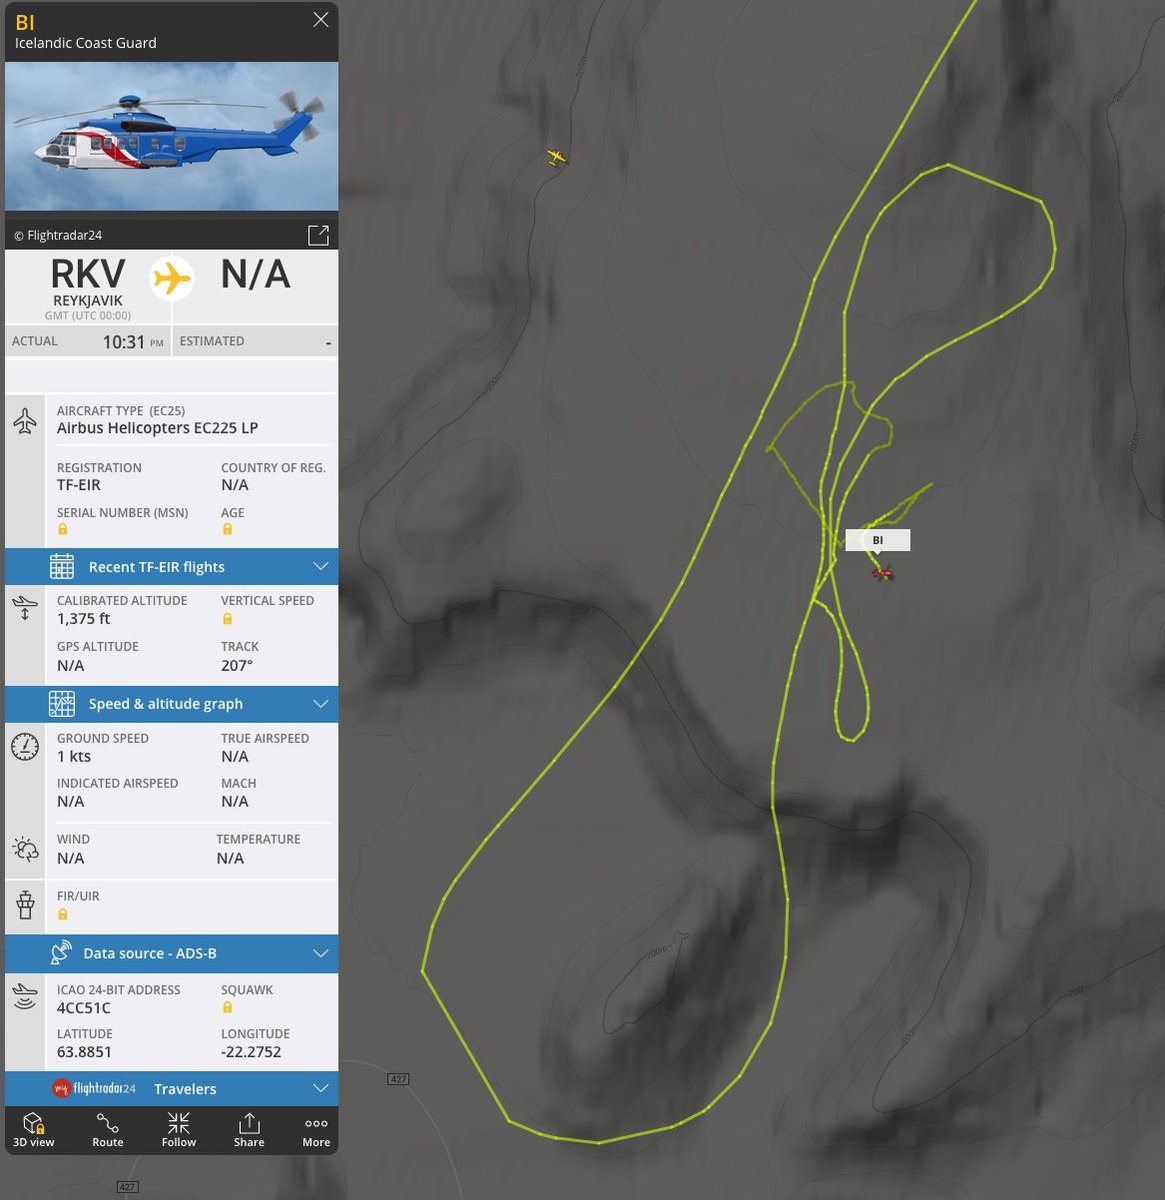 BI
Icelandic Coast Guard
© Flightradar24
RKV N/A
REYKJAVIK
GMT (UTC 00:00)
ACTUAL 10:31 PM ESTIMATED -
AIRCRAFT TYPE (EC25)
Airbus Helicopters EC225 LP
REGISTRATION COUNTRY OF REG.
TF-EIR N/A
SERIAL NUMBER (MSN) AGE
Recent TF-EIR flights
CALIBRATED ALTITUDE VERTICAL SPEED
1,375 ft
GPS ALTITUDE TRACK
N/A 207°
Speed & altitude graph
GROUND SPEED TRUE AIRSPEED
1 kts N/A
INDICATED AIRSPEED MACH
N/A N/A
WIND TEMPERATURE
N/A N/A
FIR/UIR
Data source - ADS-B
ICAO 24-BIT ADDRESS SQUAWK
4CC51C
LATITUDE LONGITUDE
63.8851 -22.2752
my flightradar24 Travelers
3D view Route Follow Share More
200m
200m
200m
200m
BI
200m
200
200m
427
427